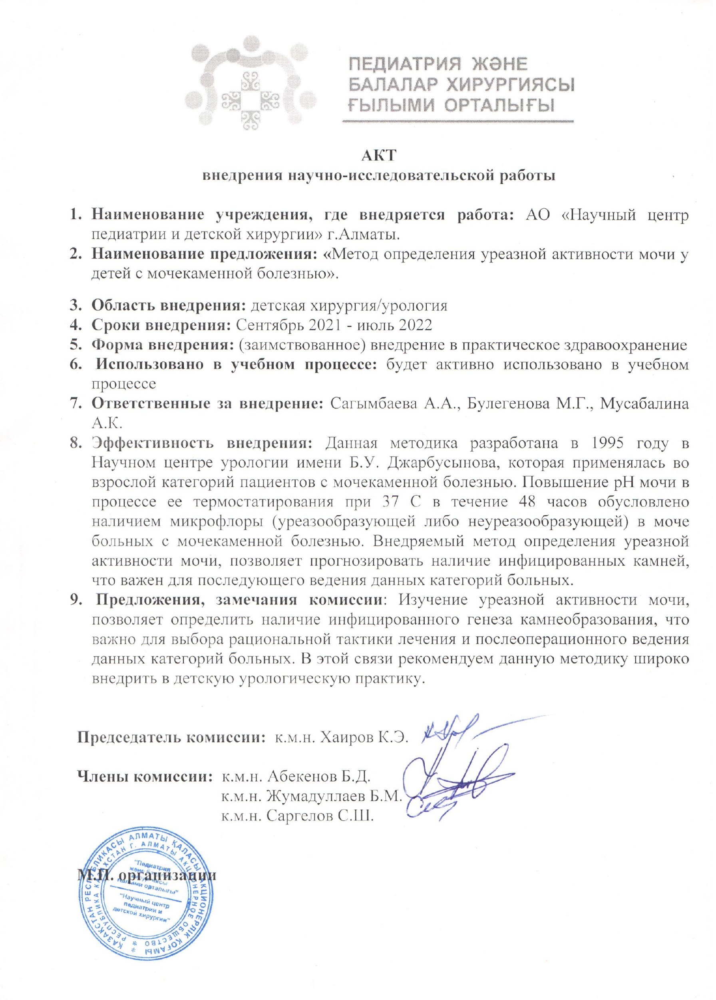 ПЕДИАТРИЯ ЖӘНЕ
БАЛАЛАР ХИРУРГИЯСЫ
ҒЫЛЫМИ ОРТАЛЫҒЫ
АКТ
внедрения научно-исследовательской работы
1. Наименование учреждения, где внедряется работа: АО «Научный центр
педиатрии и детской хирургии» г.Алматы.
2. Наименование предложения: «Метод определения уреазной активности мочи у
детей с мочекаменной болезнью».
3. Область внедрения: детская хирургия/урология
4. Сроки внедрения: Сентябрь 2021 - июль 2022
5. Форма внедрения: (заимствованное) внедрение в практическое здравоохранение
6. Использовано в учебном процессе: будет активно использовано в учебном
процессе
7. Ответственные за внедрение: Сагымбаева А.А., Булегенова М.Г., Мусабалина
А.К.
8. Эффективность внедрения: Данная методика разработана в 1995 году в
Научном центре урологии имени Б.У. Джарбусынова, которая применялась во
взрослой категорий пациентов с мочекаменной болезнью. Повышение рН мочи в
процессе ее термостатирования при 37 С в течение 48 часов обусловлено
наличием микрофлоры (уреазообразующей либо неуреазообразующей) в моче
больных с мочекаменной болезнью. Внедряемый метод определения уреазной
активности мочи, позволяет прогнозировать наличие инфицированных камней,
что важен для последующего ведения данных категорий больных.
9. Предложения, замечания комиссии: Изучение уреазной активности мочи,
позволяет определить наличие инфицированного генеза камнеобразования, что
важно для выбора рациональной тактики лечения и послеоперационного ведения
данных категорий больных. В этой связи рекомендуем данную методику широко
внедрить в детскую урологическую практику.
Председатель комиссии: к.м.н. Хаиров К.Э.
Члены комиссии: к.м.н. Абекенов Б.Д.
к.м.н. Жумадуллаев Б.М.
к.м.н. Саргелов С.Ш.
М.П. организации
ҚАЗАҚСТАН РЕСПУБЛИКАСЫ АЛМАТЫ ҚАЛАСЫ АКЦИОНЕРЛІК ҚОҒАМЫ *
РЕСПУБЛИКА КАЗАХСТАН Г. АЛМАТЫ АКЦИОНЕРНОЕ ОБЩЕСТВО *
"Педиатрия
және
ғылыми орталығы"
"Научный центр
педиатрии и
детской хирургии"